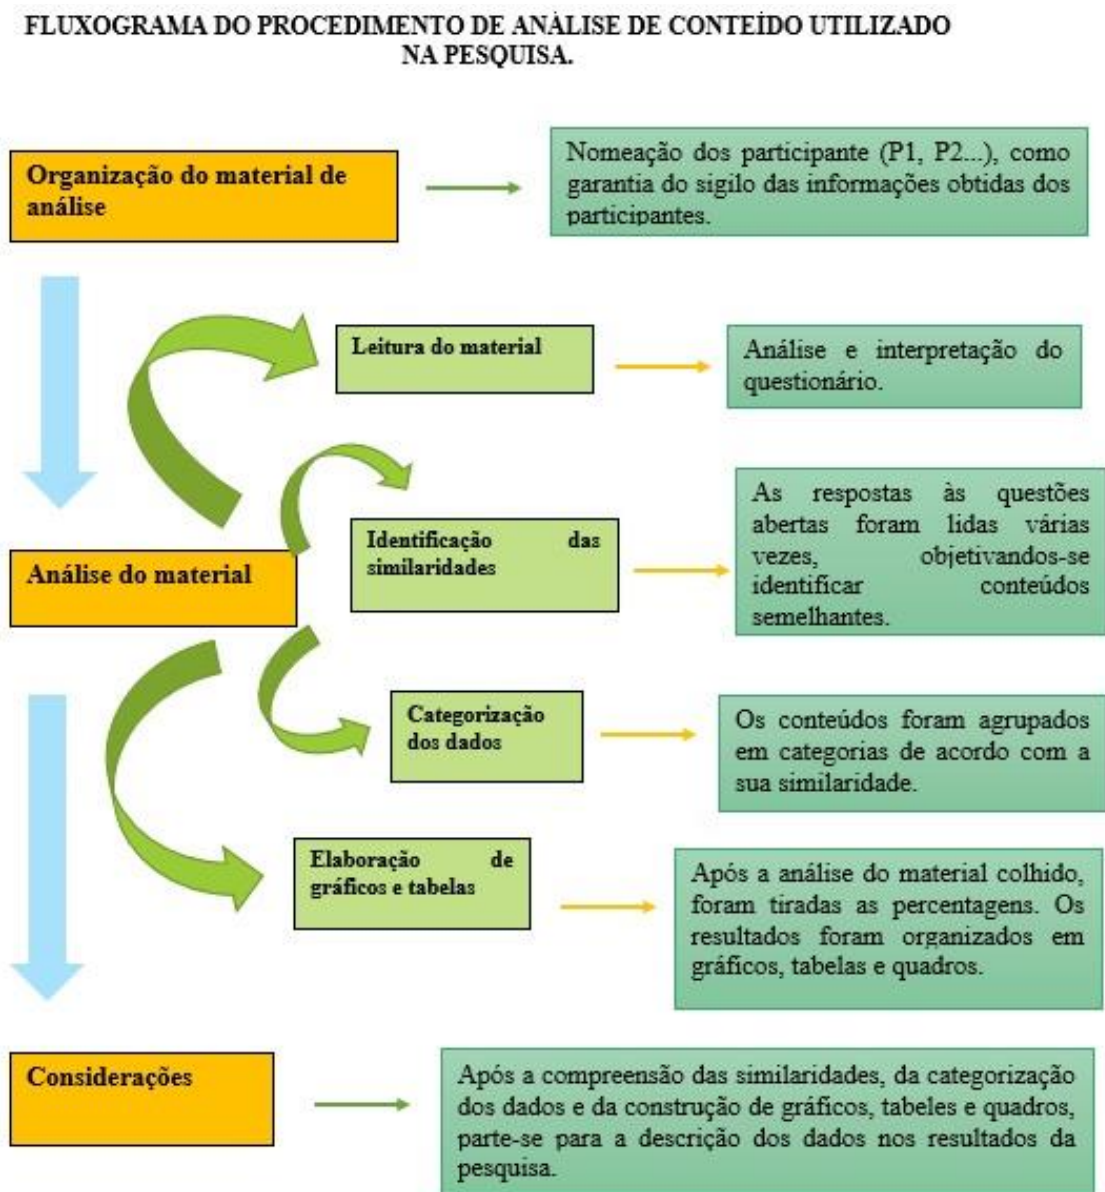 FLUXOGRAMA DO PROCEDIMENTO DE ANÁLISE DE CONTEÍDO UTILIZADO
NA PESQUISA.
Organização do material de
análise
Nomeação dos participante (P1, P2...), como
garantia do sigilo das informações obtidas dos
participantes.
Leitura do material
Análise e interpretação do
questionário.
Análise do material
Identificação das
similaridades
As respostas às questões
abertas foram lidas várias
vezes, objetivandos-se
identificar conteúdos
semelhantes.
Categorização
dos dados
Os conteúdos foram agrupados
em categorias de acordo com a
sua similaridade.
Elaboração de
gráficos e tabelas
Após a análise do material colhido,
foram tiradas as percentagens. Os
resultados foram organizados em
gráficos, tabelas e quadros.
Considerações
Após a compreensão das similaridades, da categorização
dos dados e da construção de gráficos, tabeles e quadros,
parte-se para a descrição dos dados nos resultados da
pesquisa.